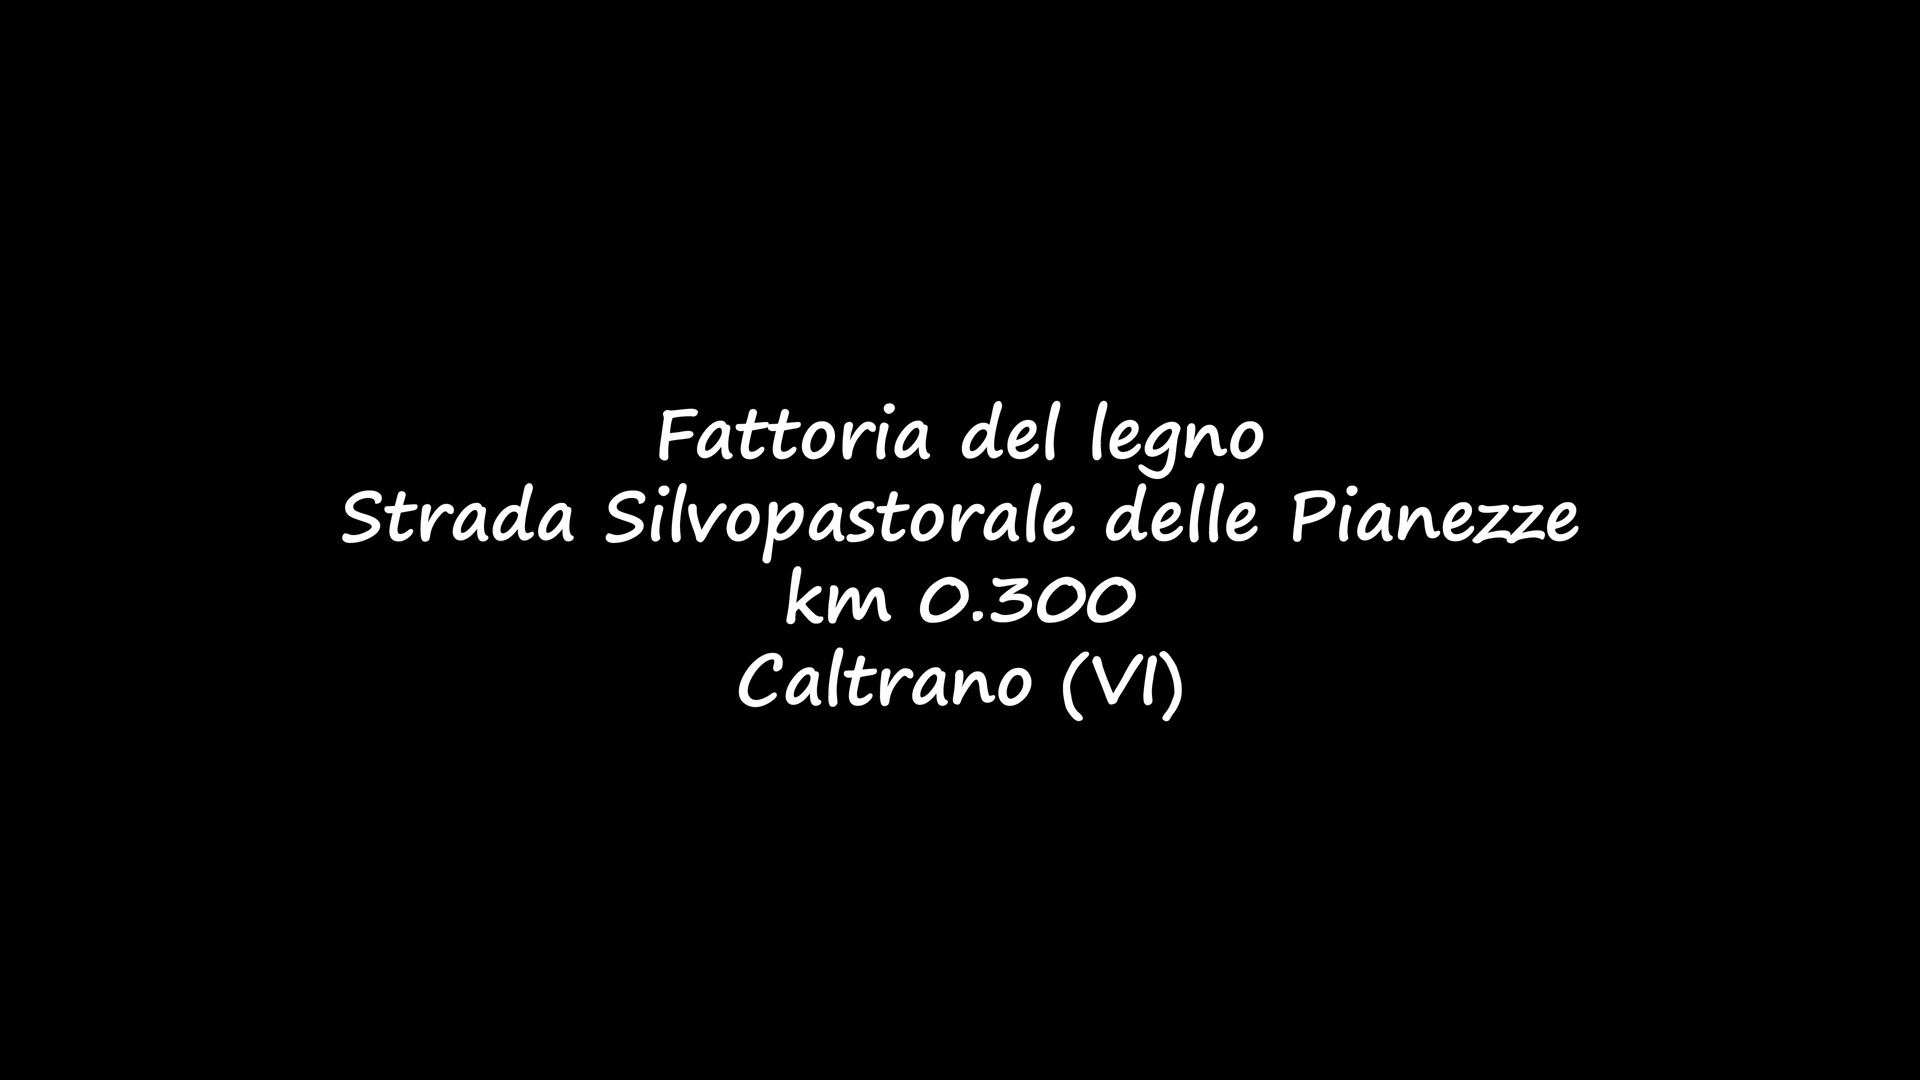 Fattoria del legno
Strada Silvopastorale delle Pianezze
km 0.300
Caltrano (VI)